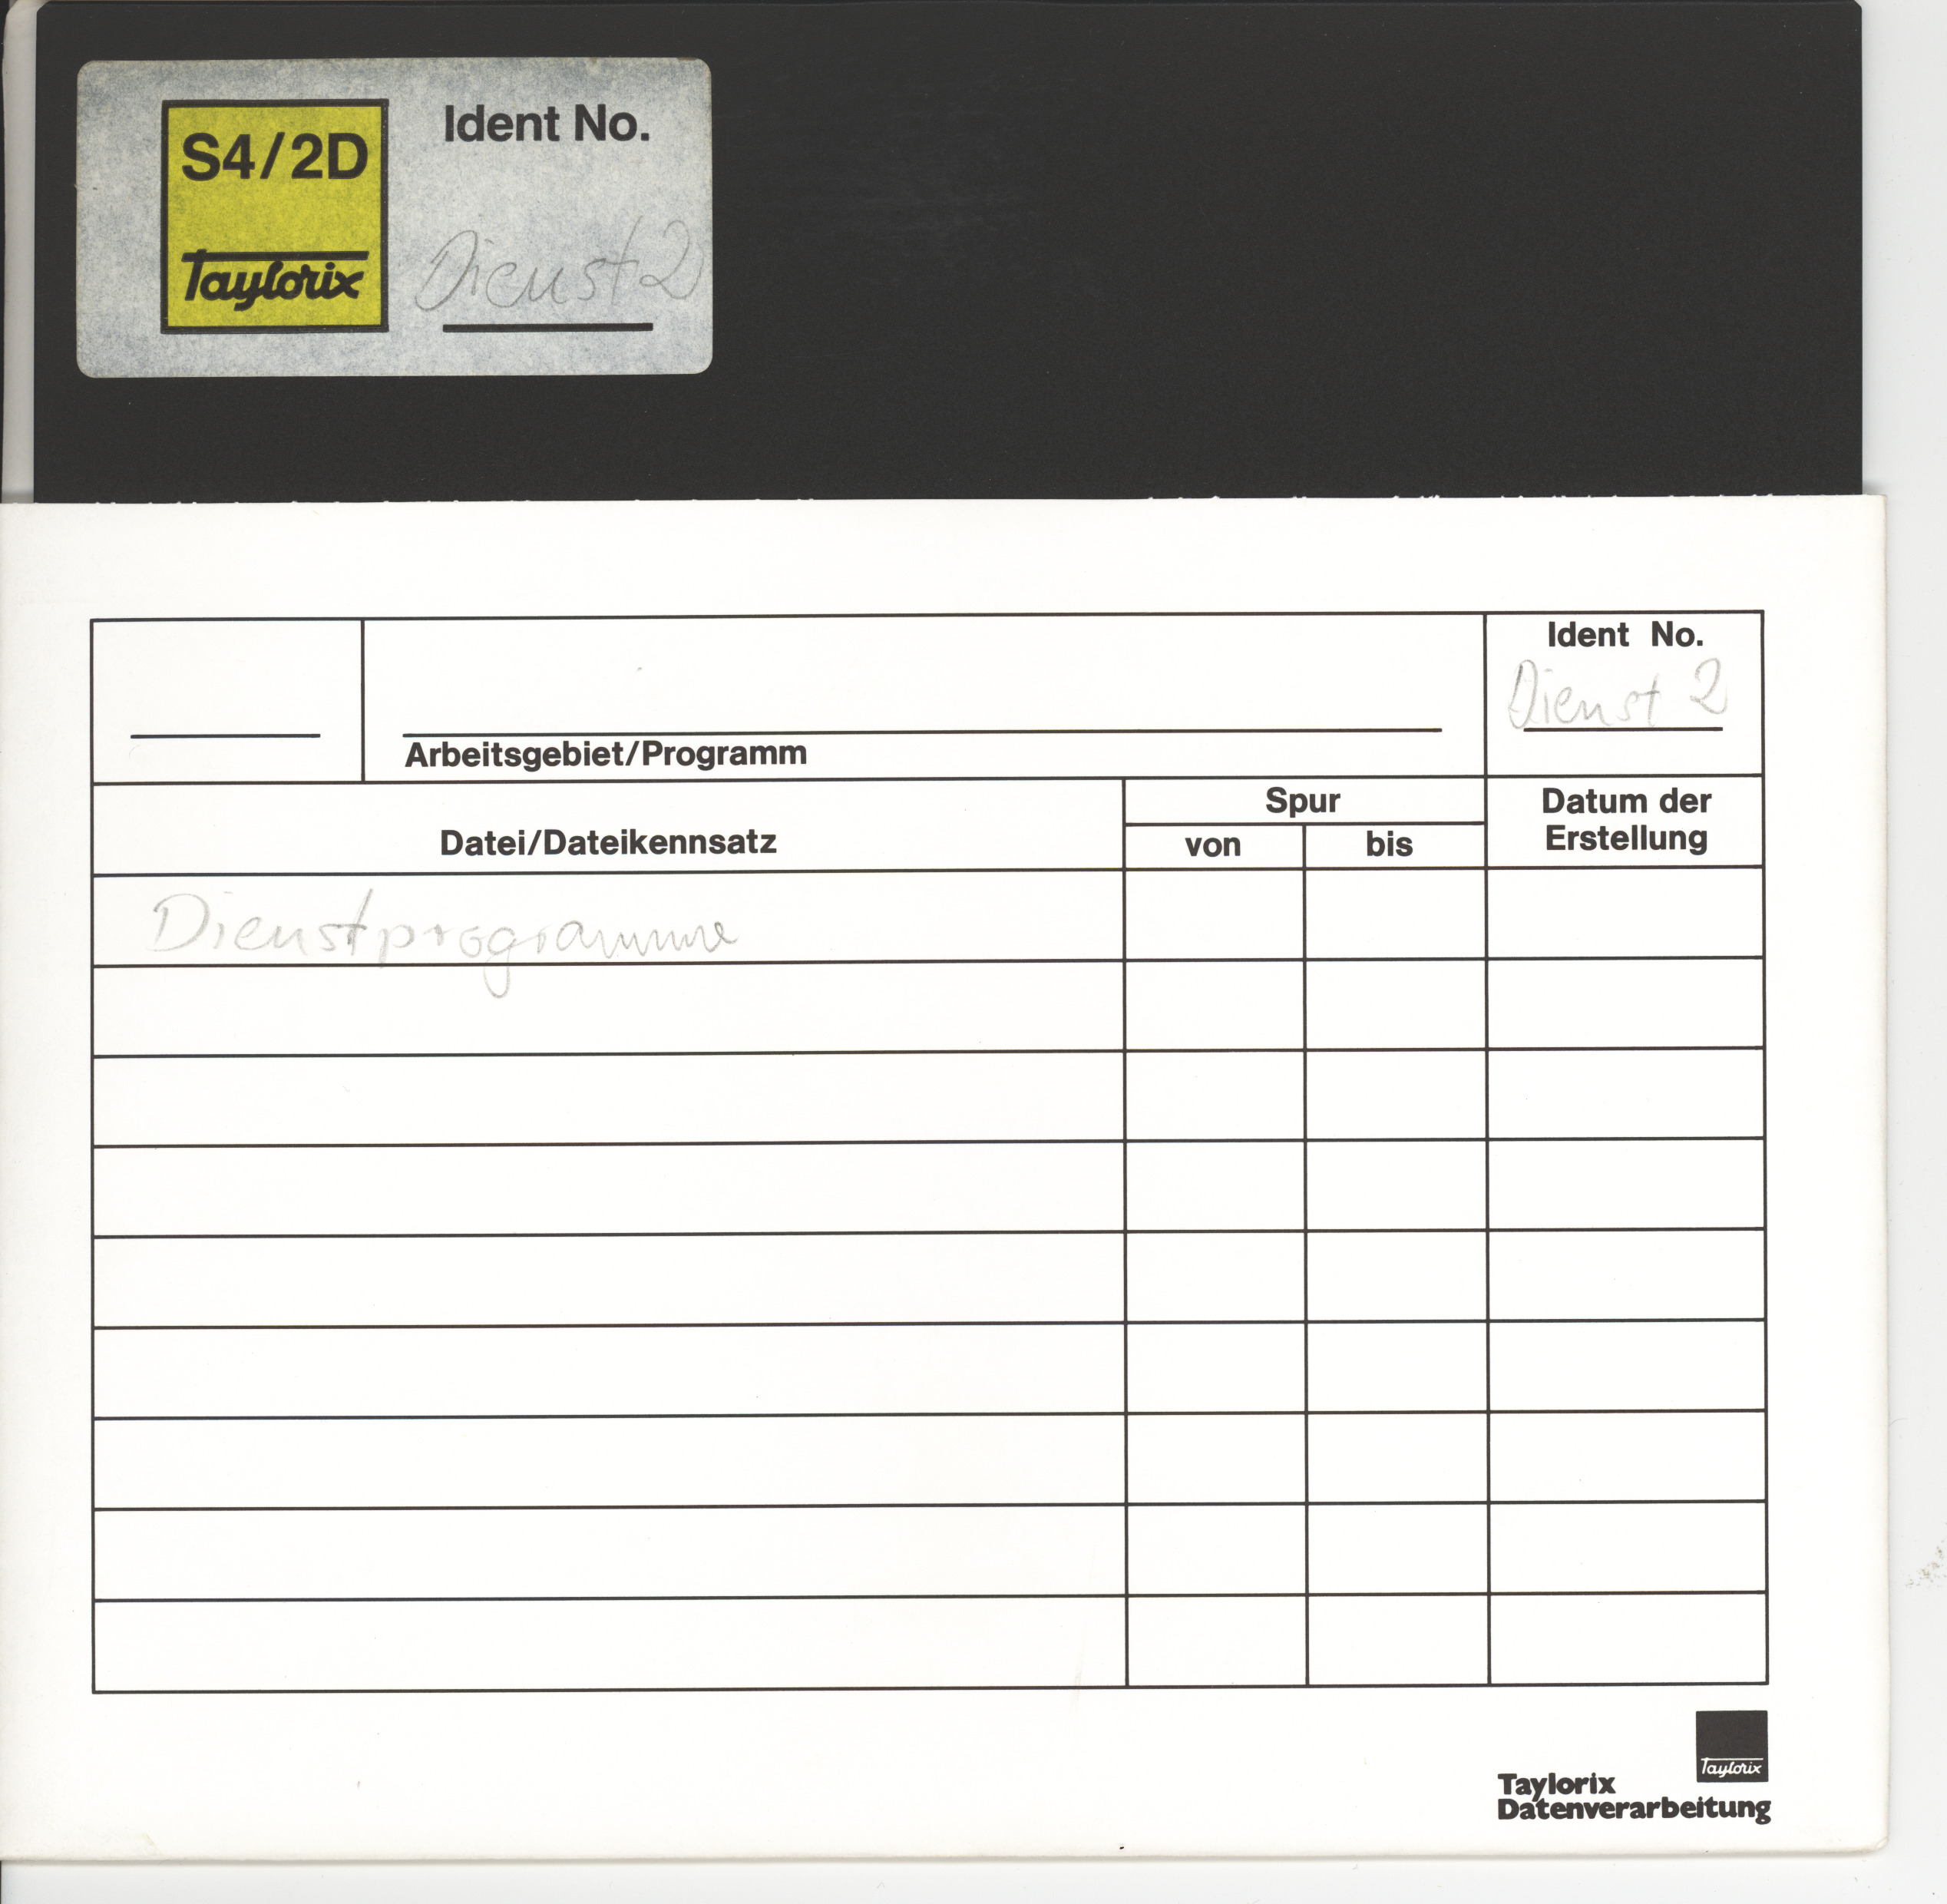 S4/2D
Taylorix
Ident No.
Dienst 2
Ident No.
Dienst 2
Arbeitsgebiet/Programm
Datei/Dateikennsatz
Spur
von bis
Datum der
Erstellung
Dienstprogramme
Taylorix
Taylorix
Datenverarbeitung